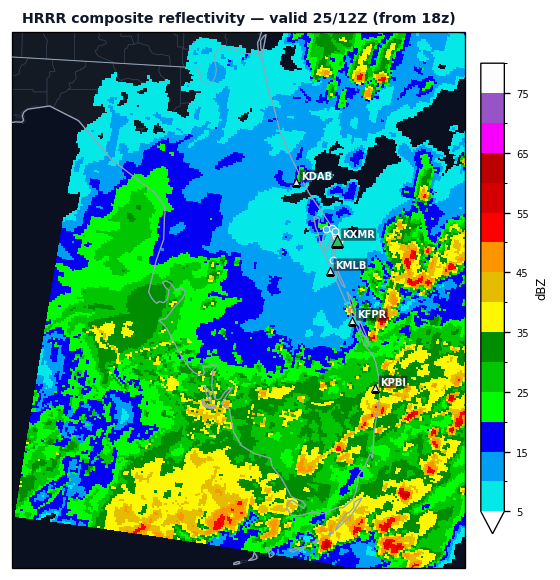 HRRR composite reflectivity — valid 25/12Z (from 18z)
KDAB
KXMR
KMLB
KFPR
KPBI
75
65
55
45
35
25
15
5
dBZ